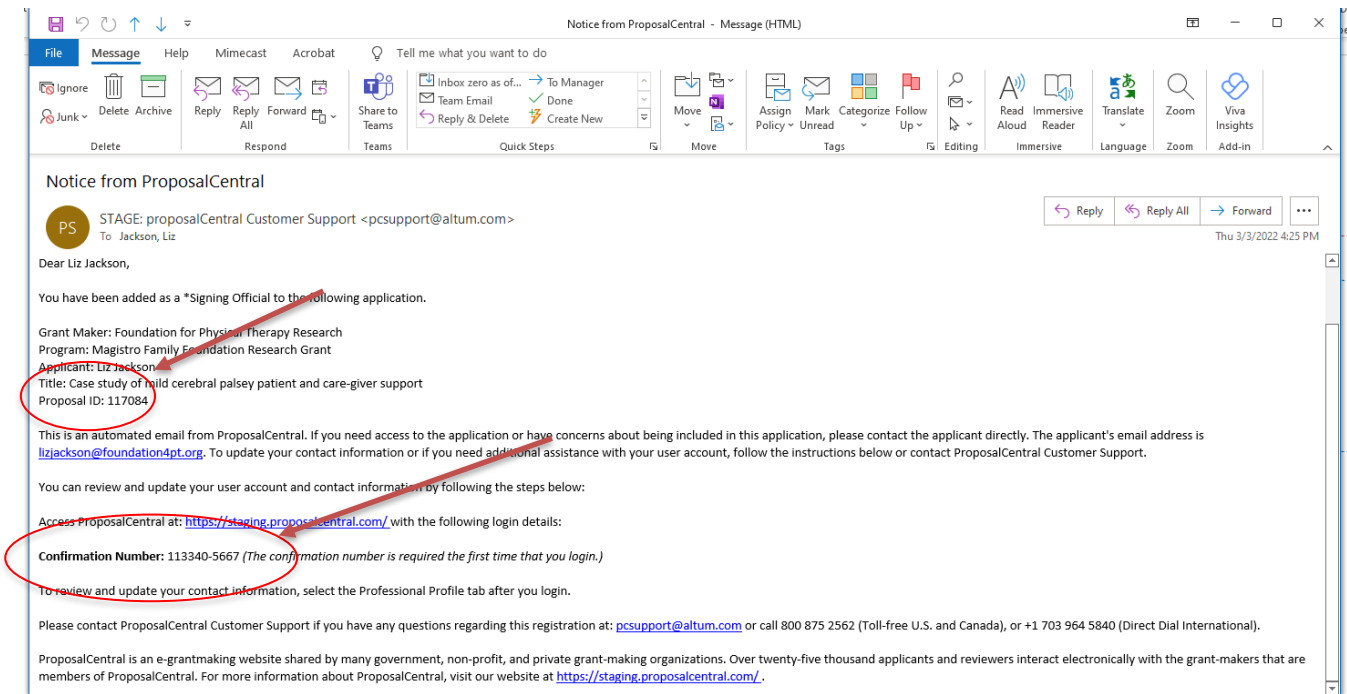 Notice from ProposalCentral - Message (HTML)
File Message Help Mimecast Acrobat Tell me what you want to do
Ignore
Junk
Delete
Archive
Reply
Reply All
Forward
Share to Teams
Inbox zero as of...
Team Email
Reply & Delete
To Manager
Done
Create New
Move
Assign Policy
Mark Unread
Categorize
Follow Up
Read Aloud
Immersive Reader
Translate
Zoom
Viva Insights
Delete Respond Teams Quick Steps Move Tags Editing Immersive Language Zoom Add-in
Notice from ProposalCentral
PS
STAGE: proposalCentral Customer Support <pcsupport@altum.com>
To Jackson, Liz
Reply Reply All Forward
Thu 3/3/2022 4:25 PM
Dear Liz Jackson,
You have been added as a *Signing Official to the following application.
Grant Maker: Foundation for Physical Therapy Research
Program: Magistro Family Foundation Research Grant
Applicant: Liz Jackson
Title: Case study of mild cerebral palsey patient and care-giver support
Proposal ID: 117084
This is an automated email from ProposalCentral. If you need access to the application or have concerns about being included in this application, please contact the applicant directly. The applicant's email address is
lizjackson@foundation4pt.org. To update your contact information or if you need additional assistance with your user account, follow the instructions below or contact ProposalCentral Customer Support.
You can review and update your user account and contact information by following the steps below:
Access ProposalCentral at: https://staging.proposalcentral.com/ with the following login details:
Confirmation Number: 113340-5667 (The confirmation number is required the first time that you login.)
To review and update your contact information, select the Professional Profile tab after you login.
Please contact ProposalCentral Customer Support if you have any questions regarding this registration at: pcsupport@altum.com or call 800 875 2562 (Toll-free U.S. and Canada), or +1 703 964 5840 (Direct Dial International).
ProposalCentral is an e-grantmaking website shared by many government, non-profit, and private grant-making organizations. Over twenty-five thousand applicants and reviewers interact electronically with the grant-makers that are
members of ProposalCentral. For more information about ProposalCentral, visit our website at https://staging.proposalcentral.com/ .